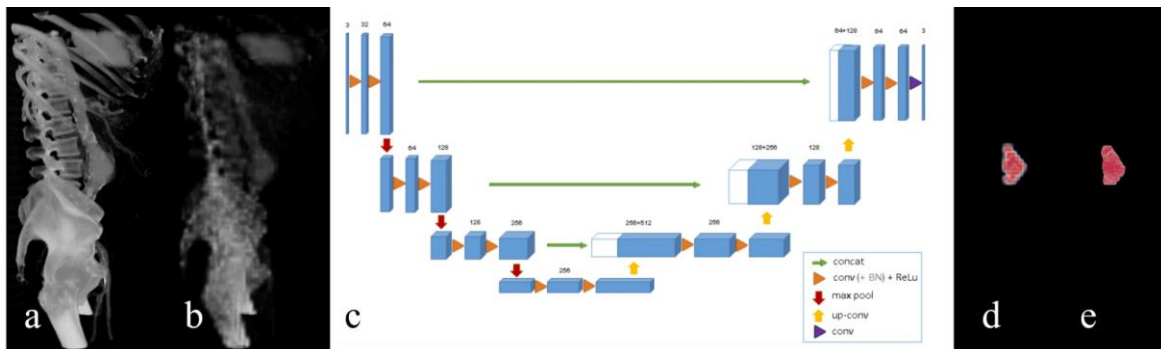 3 32 64
64+128 64 64 3
64 128
128+256 128
128 256
256+512 256
256
concat
conv (+ BN) + ReLu
max pool
up-conv
conv
a b c d e